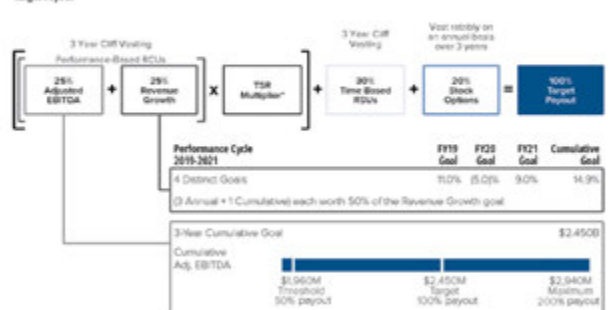 3 Year Cliff Vesting
Performance-Based RSUs
3 Year Cliff
Vesting
Vest ratably on
an annual basis
over 3 years
25%
Adjusted
EBITDA
+
25%
Revenue
Growth
x
TSR
Multiplier*
+
30%
Time Based
RSUs
+
20%
Stock
Options
=
100%
Target
Payout
Performance Cycle
2019-2021
FY19
Goal
FY20
Goal
FY21
Goal
Cumulative
Goal
4 Distinct Goals
11.0%
(5.0)%
9.0%
14.9%
(3 Annual + 1 Cumulative) each worth 50% of the Revenue Growth goal
3-Year Cumulative Goal
$2.450B
Cumulative
Adj. EBITDA
$1,960M
Threshold
50% payout
$2,450M
Target
100% payout
$2,940M
Maximum
200% payout